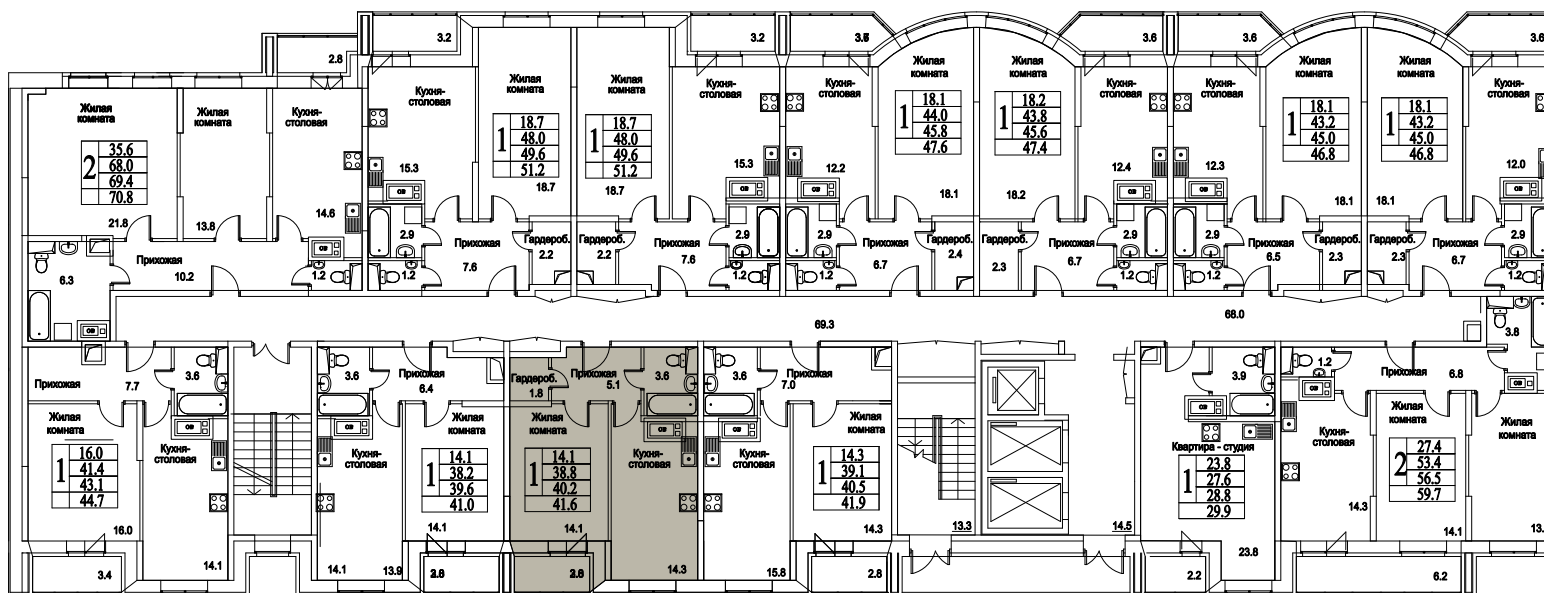 3.2
3.2
3.6
3.6
3.6
2.8
Жилая
комната
Жилая
комната
Кухня-
столовая
Кухня-
столовая
Жилая
комната
Жилая
комната
Кухня-
столовая
Кухня-
столовая
Жилая
комната
Жилая
комната
Кухня-
столовая
Кухня-
столовая
Жилая
комната
Жилая
комната
Кухня-
столовая
2
35.6
68.0
69.4
70.8
1
18.7
48.0
49.6
51.2
1
18.7
48.0
49.6
51.2
1
18.1
44.0
45.8
47.6
1
18.2
43.8
45.6
47.4
1
18.1
43.2
45.0
46.8
1
18.1
43.2
45.0
46.8
21.8
13.8
14.6
15.3
18.7
18.7
15.3
12.2
18.1
18.2
12.4
12.3
18.1
18.1
12.0
ОВ
ОВ
ОВ
ОВ
ОВ
ОВ
ОВ
6.3
Прихожая
10.2
1.2
2.9
1.2
Прихожая
7.6
Гардероб.
2.2
Гардероб.
2.2
Прихожая
7.6
2.9
1.2
2.9
1.2
Прихожая
6.7
Гардероб.
2.4
Гардероб.
2.3
Прихожая
6.7
2.9
1.2
2.9
1.2
Прихожая
6.5
Гардероб.
2.3
Гардероб.
2.3
Прихожая
6.7
2.9
1.2
ОВ
69.3
68.0
3.8
Прихожая
7.7
3.6
3.6
Прихожая
6.4
Гардероб.
1.8
Прихожая
5.1
3.6
3.6
Прихожая
7.0
3.9
1.2
Прихожая
6.8
ОВ
ОВ
ОВ
ОВ
ОВ
ОВ
ОВ
ОВ
Жилая
комната
Кухня-
столовая
Кухня-
столовая
Жилая
комната
Жилая
комната
Кухня-
столовая
Кухня-
столовая
Жилая
комната
Квартира - студия
Кухня-
столовая
Жилая
комната
Жилая
комната
1
16.0
41.4
43.1
44.7
1
14.1
38.2
39.6
41.0
1
14.1
38.8
40.2
41.6
1
14.3
39.1
40.5
41.9
1
23.8
27.6
28.8
29.9
2
27.4
53.4
56.5
59.7
16.0
14.1
14.1
13.9
14.1
14.1
14.3
15.8
14.3
13.3
14.5
23.8
14.3
14.1
3.4
2.8
2.2
6.2